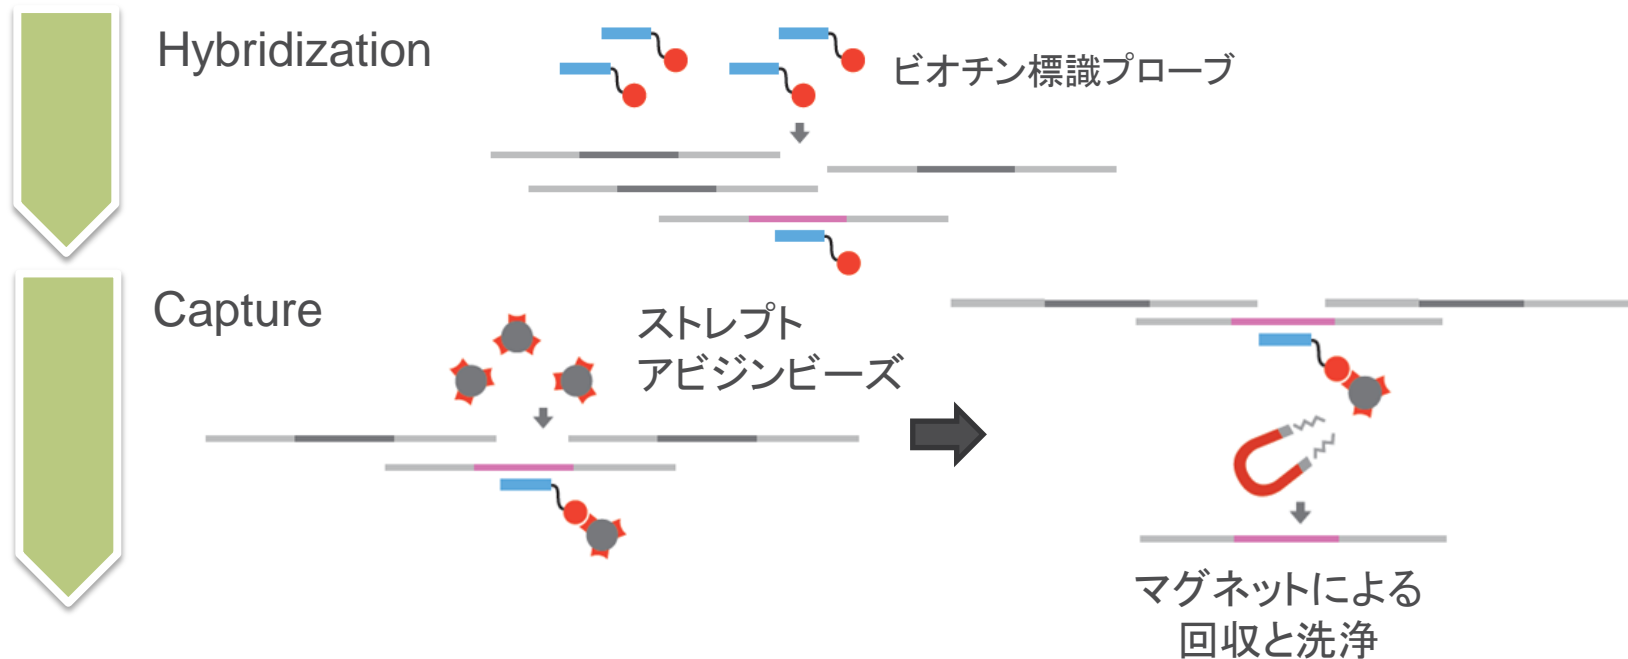 Hybridization
ビオチン標識プローブ
Capture
ストレプト
アビジンビーズ
マグネットによる
回収と洗浄